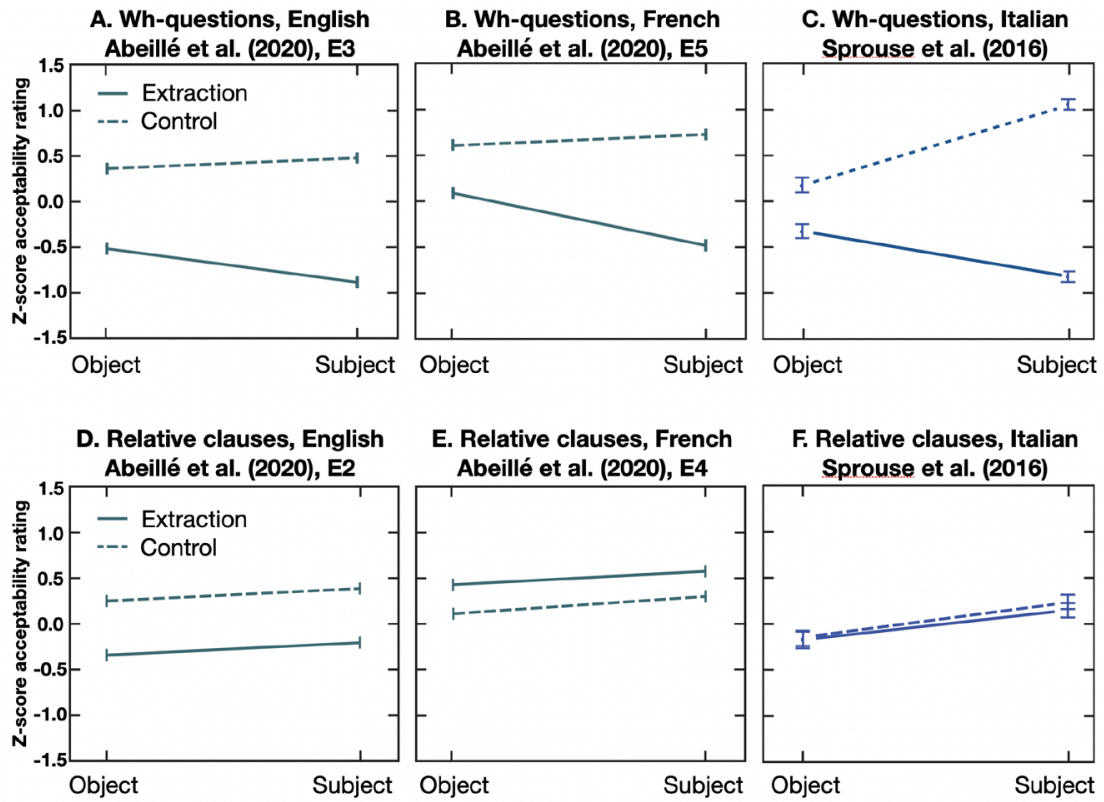 A. Wh-questions, English
Abeillé et al. (2020), E3
B. Wh-questions, French
Abeillé et al. (2020), E5
C. Wh-questions, Italian
Sprouse et al. (2016)
Z-score acceptability rating
1.5
1.0
0.5
0.0
-0.5
-1.0
-1.5
Extraction
Control
Object
Subject
Object
Subject
Object
Subject
D. Relative clauses, English
Abeillé et al. (2020), E2
E. Relative clauses, French
Abeillé et al. (2020), E4
F. Relative clauses, Italian
Sprouse et al. (2016)
Z-score acceptability rating
1.5
1.0
0.5
0.0
-0.5
-1.0
-1.5
Extraction
Control
Object
Subject
Object
Subject
Object
Subject